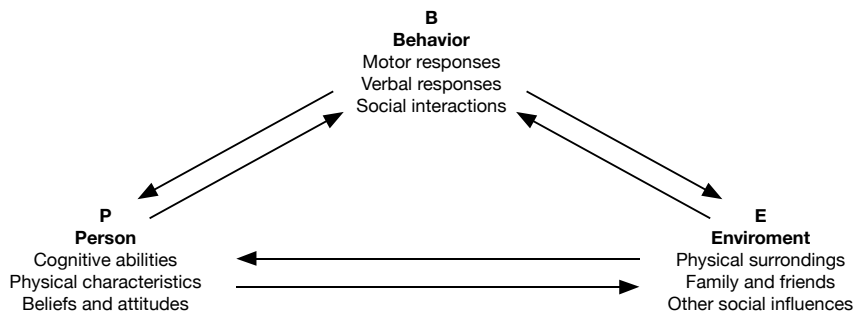 B
Behavior
Motor responses
Verbal responses
Social interactions
P
Person
Cognitive abilities
Physical characteristics
Beliefs and attitudes
E
Enviroment
Physical surrondings
Family and friends
Other social influences